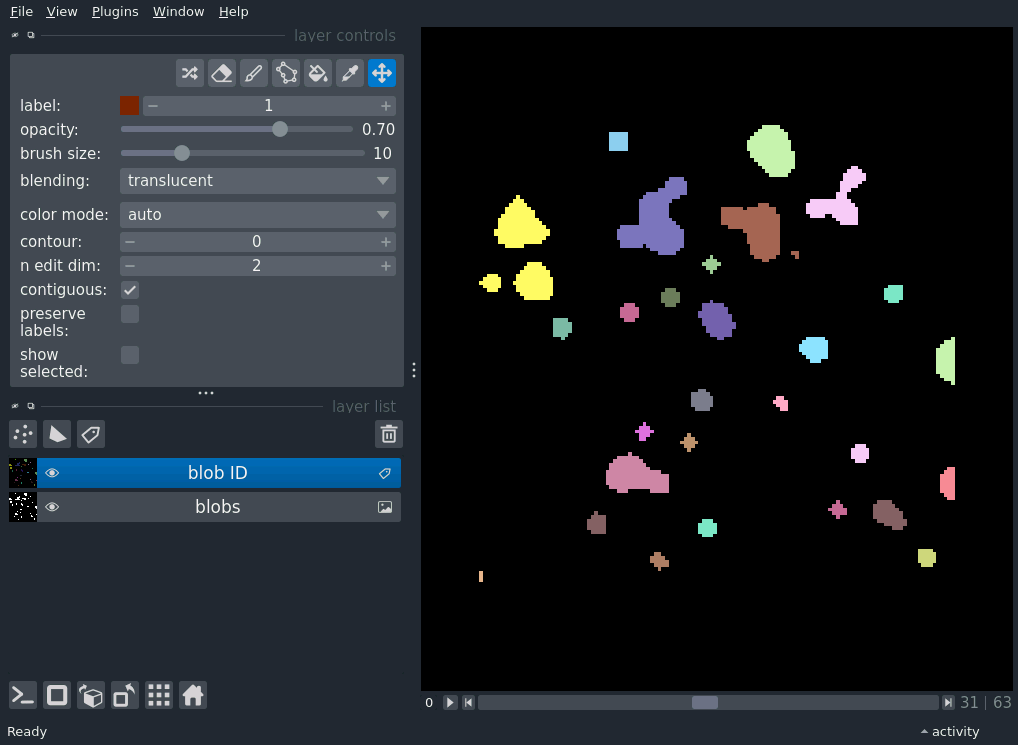 File View Plugins Window Help
layer controls
label: 1
opacity: 0.70
brush size: 10
blending: translucent
color mode: auto
contour: 0
n edit dim: 2
contiguous:
preserve
labels:
show
selected:
layer list
blob ID
blobs
0 31 | 63
Ready activity